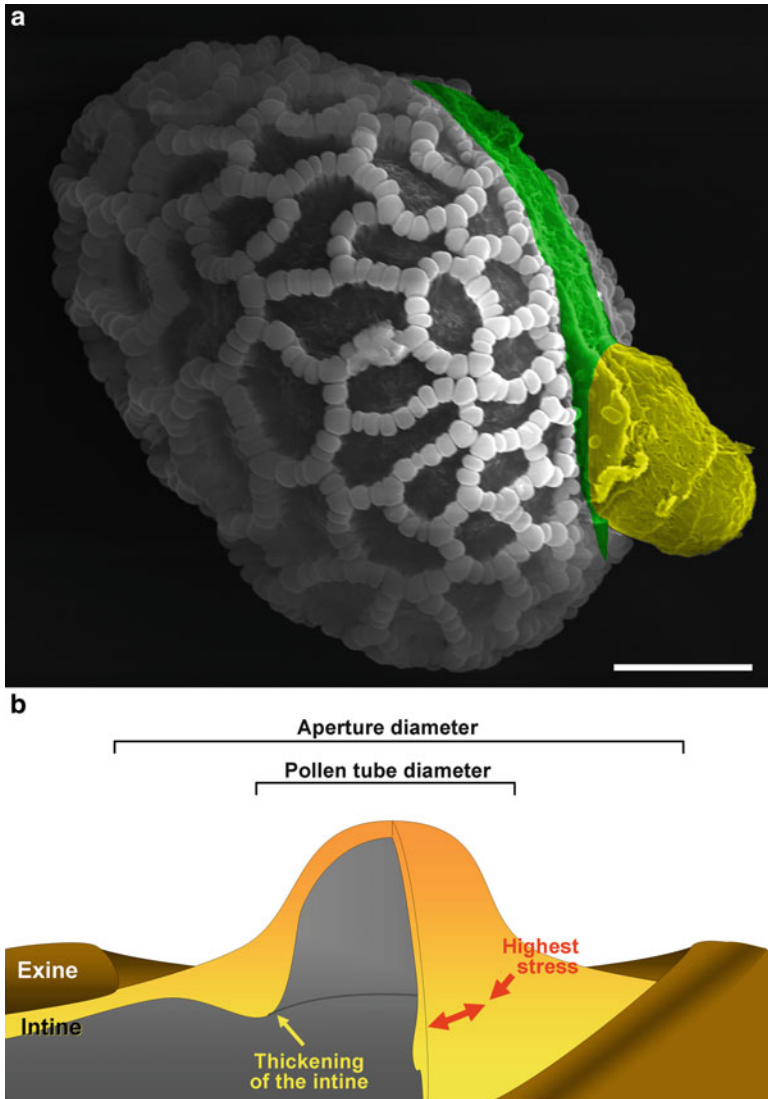 a
b
Aperture diameter
Pollen tube diameter
Highest
stress
Exine
Intine
Thickening
of the intine